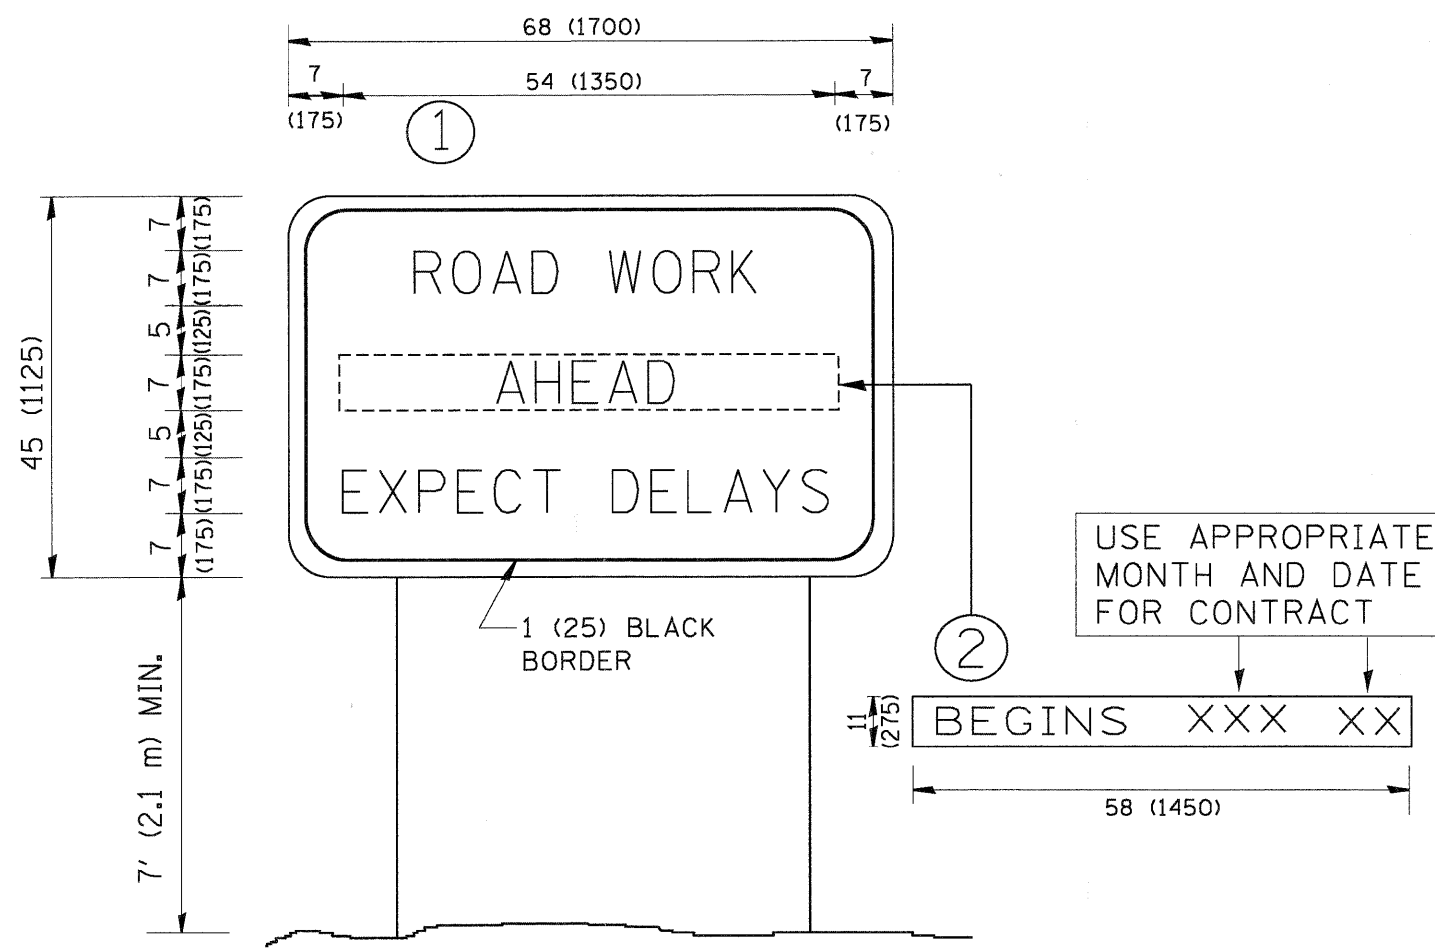 68 (1700)
7 54 (1350) 7
(175) (175)
1
7 (175)
7 (175)
5 (125)
7 (175)
5 (125)
7 (175)
7 (175)
45 (1125)
ROAD WORK
AHEAD
EXPECT DELAYS
1 (25) BLACK
BORDER
7' (2.1 m) MIN.
2
USE APPROPRIATE
MONTH AND DATE
FOR CONTRACT
11
(275)
BEGINS XXX XX
58 (1450)